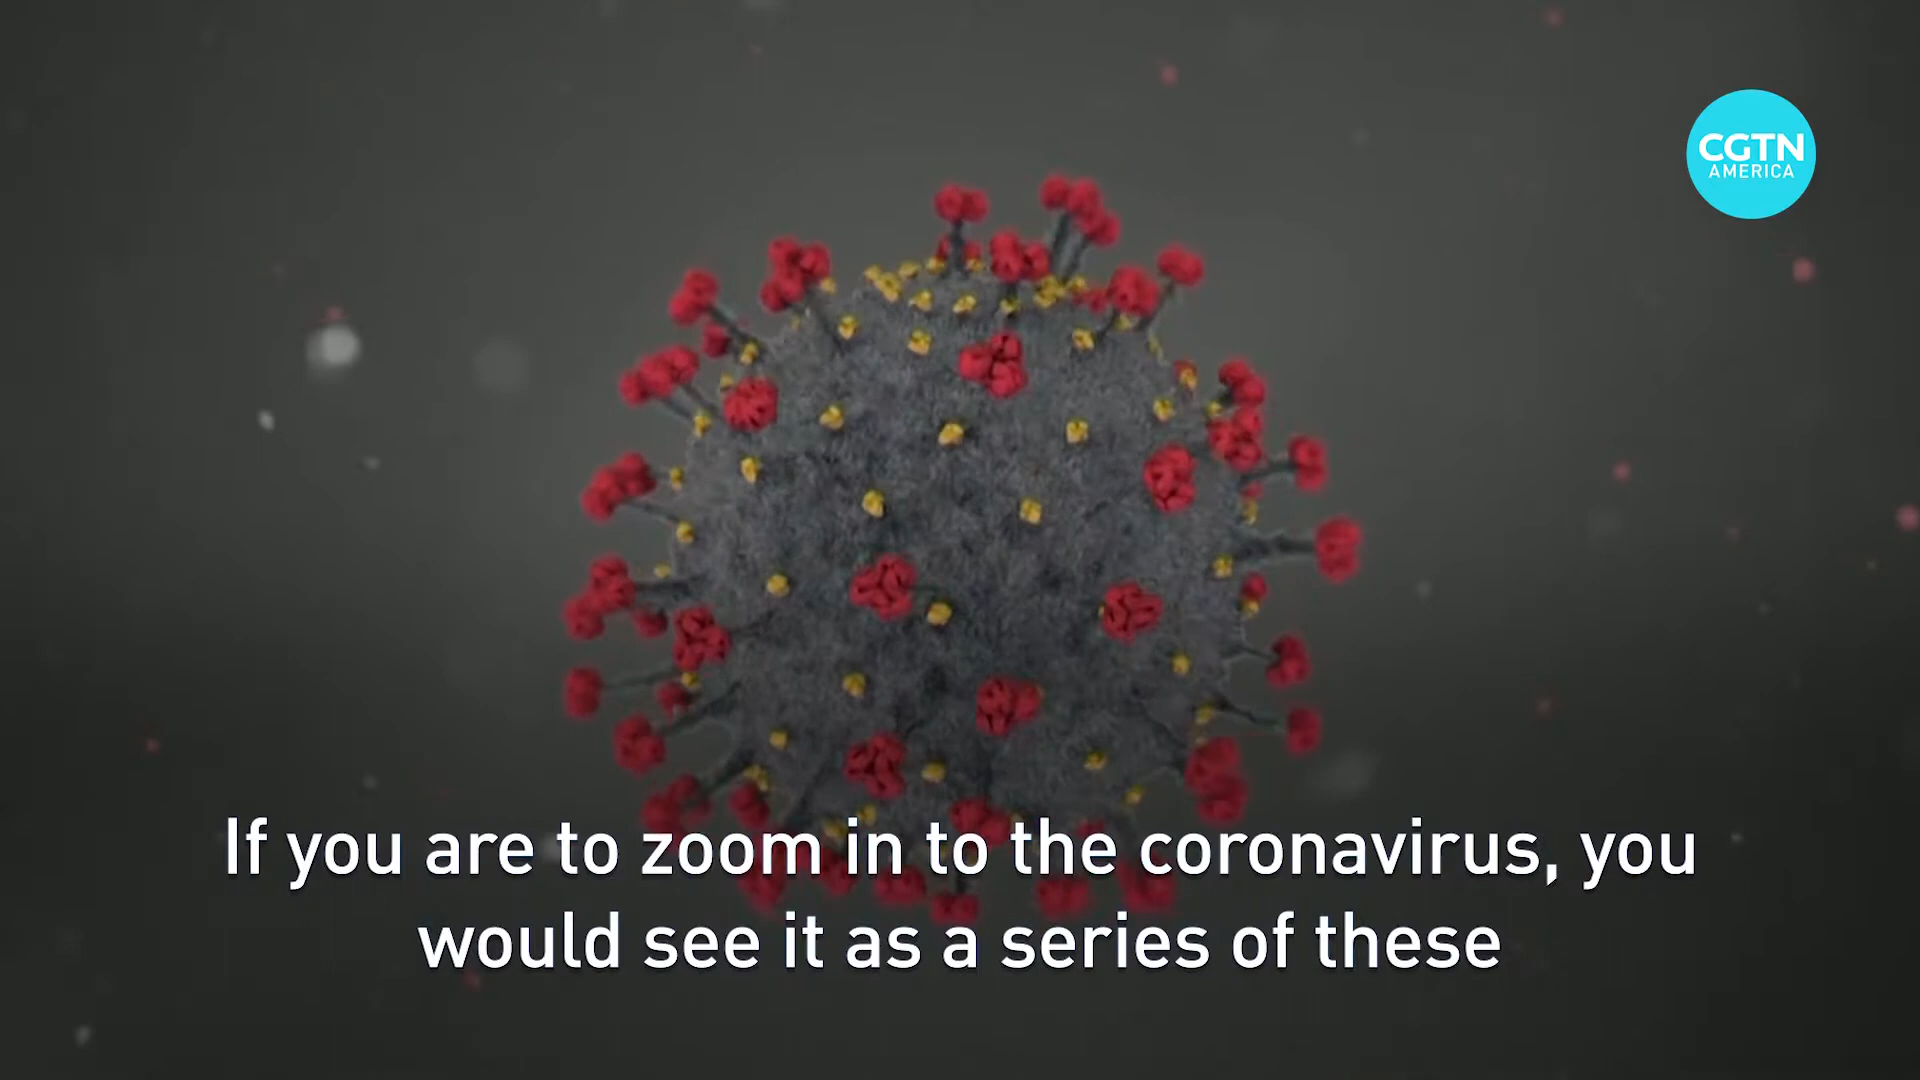 CGTN
AMERICA
If you are to zoom in to the coronavirus, you
would see it as a series of these